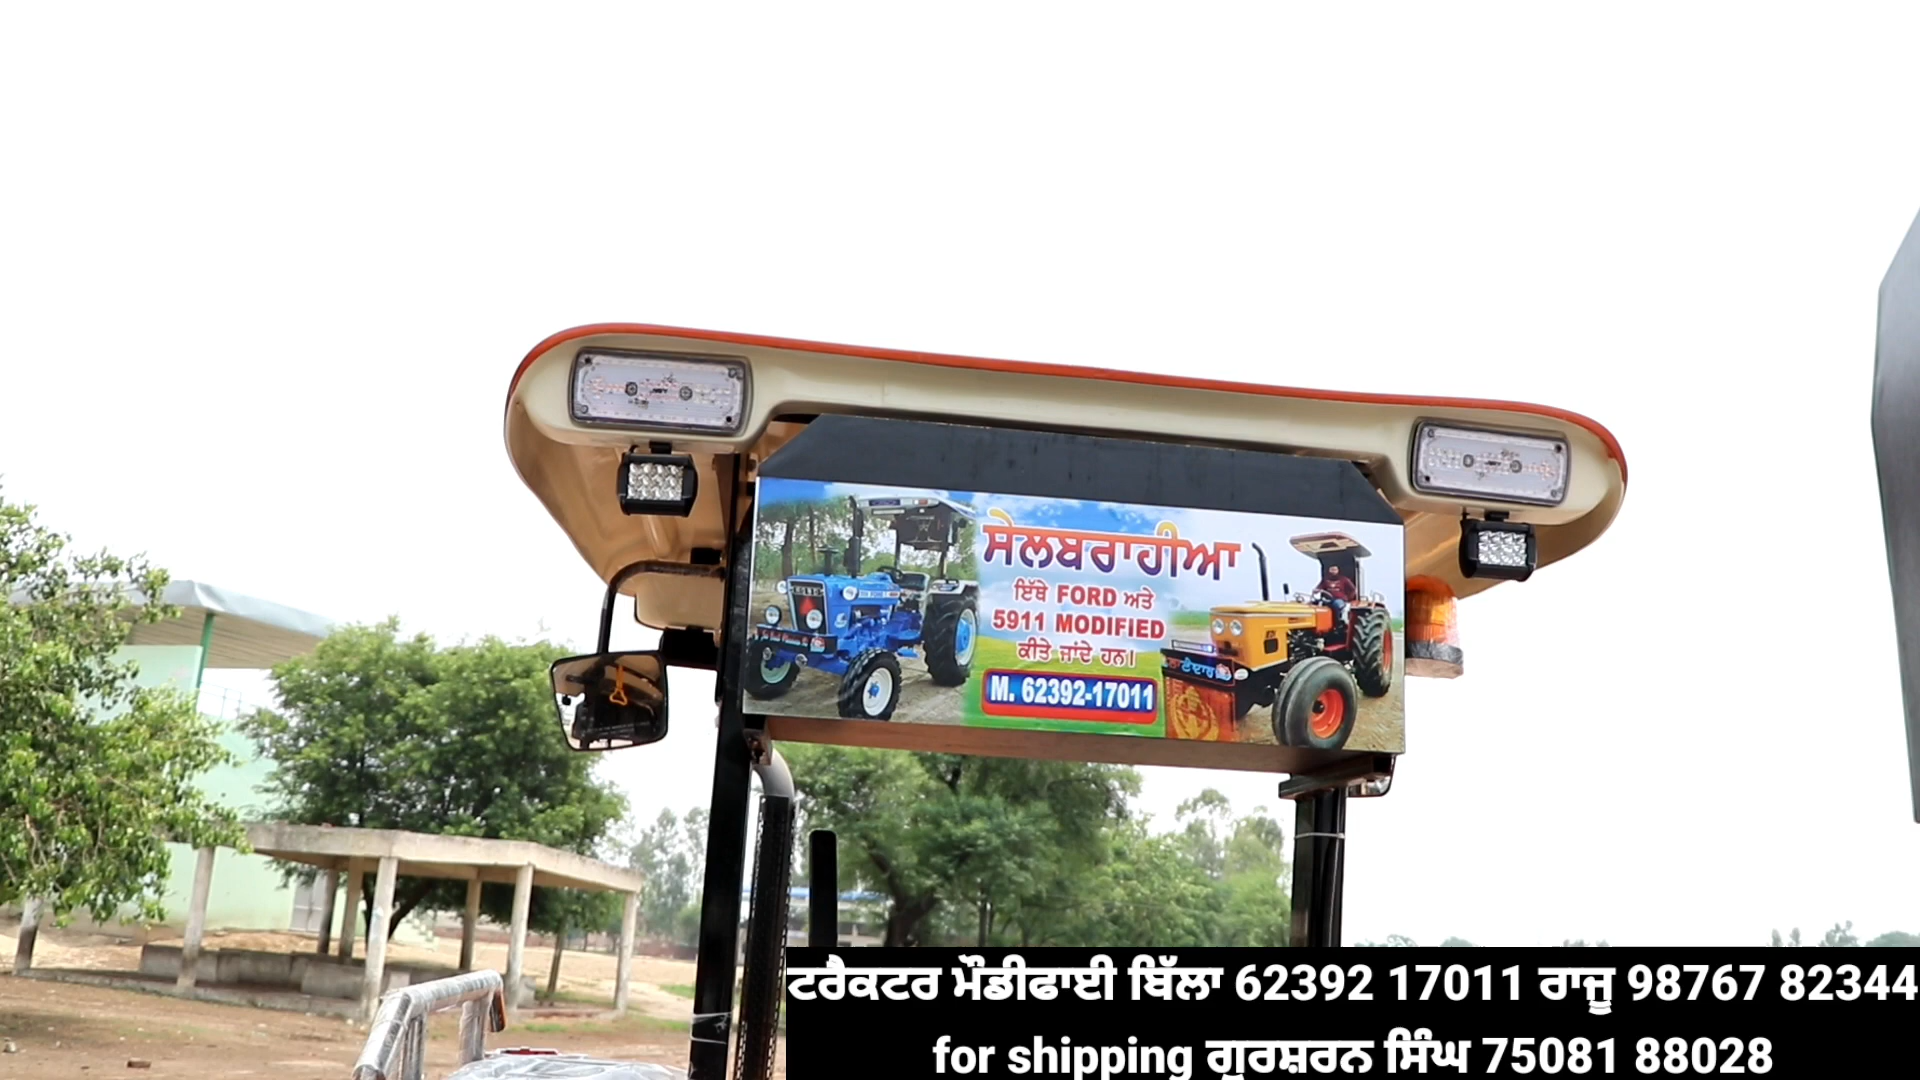 ਸੇਲਬਰਾਹੀਆ
ਇੱਥੇ FORD ਅਤੇ
5911 MODIFIED
ਕੀਤੇ ਜਾਂਦੇ ਹਨ।
M. 62392-17011
ਟਰੈਕਟਰ ਮੌਡੀਫਾਈ ਬਿੱਲਾ 62392 17011 ਰਾਜੂ 98767 82344
for shipping ਗੁਰਸ਼ਰਨ ਸਿੰਘ 75081 88028